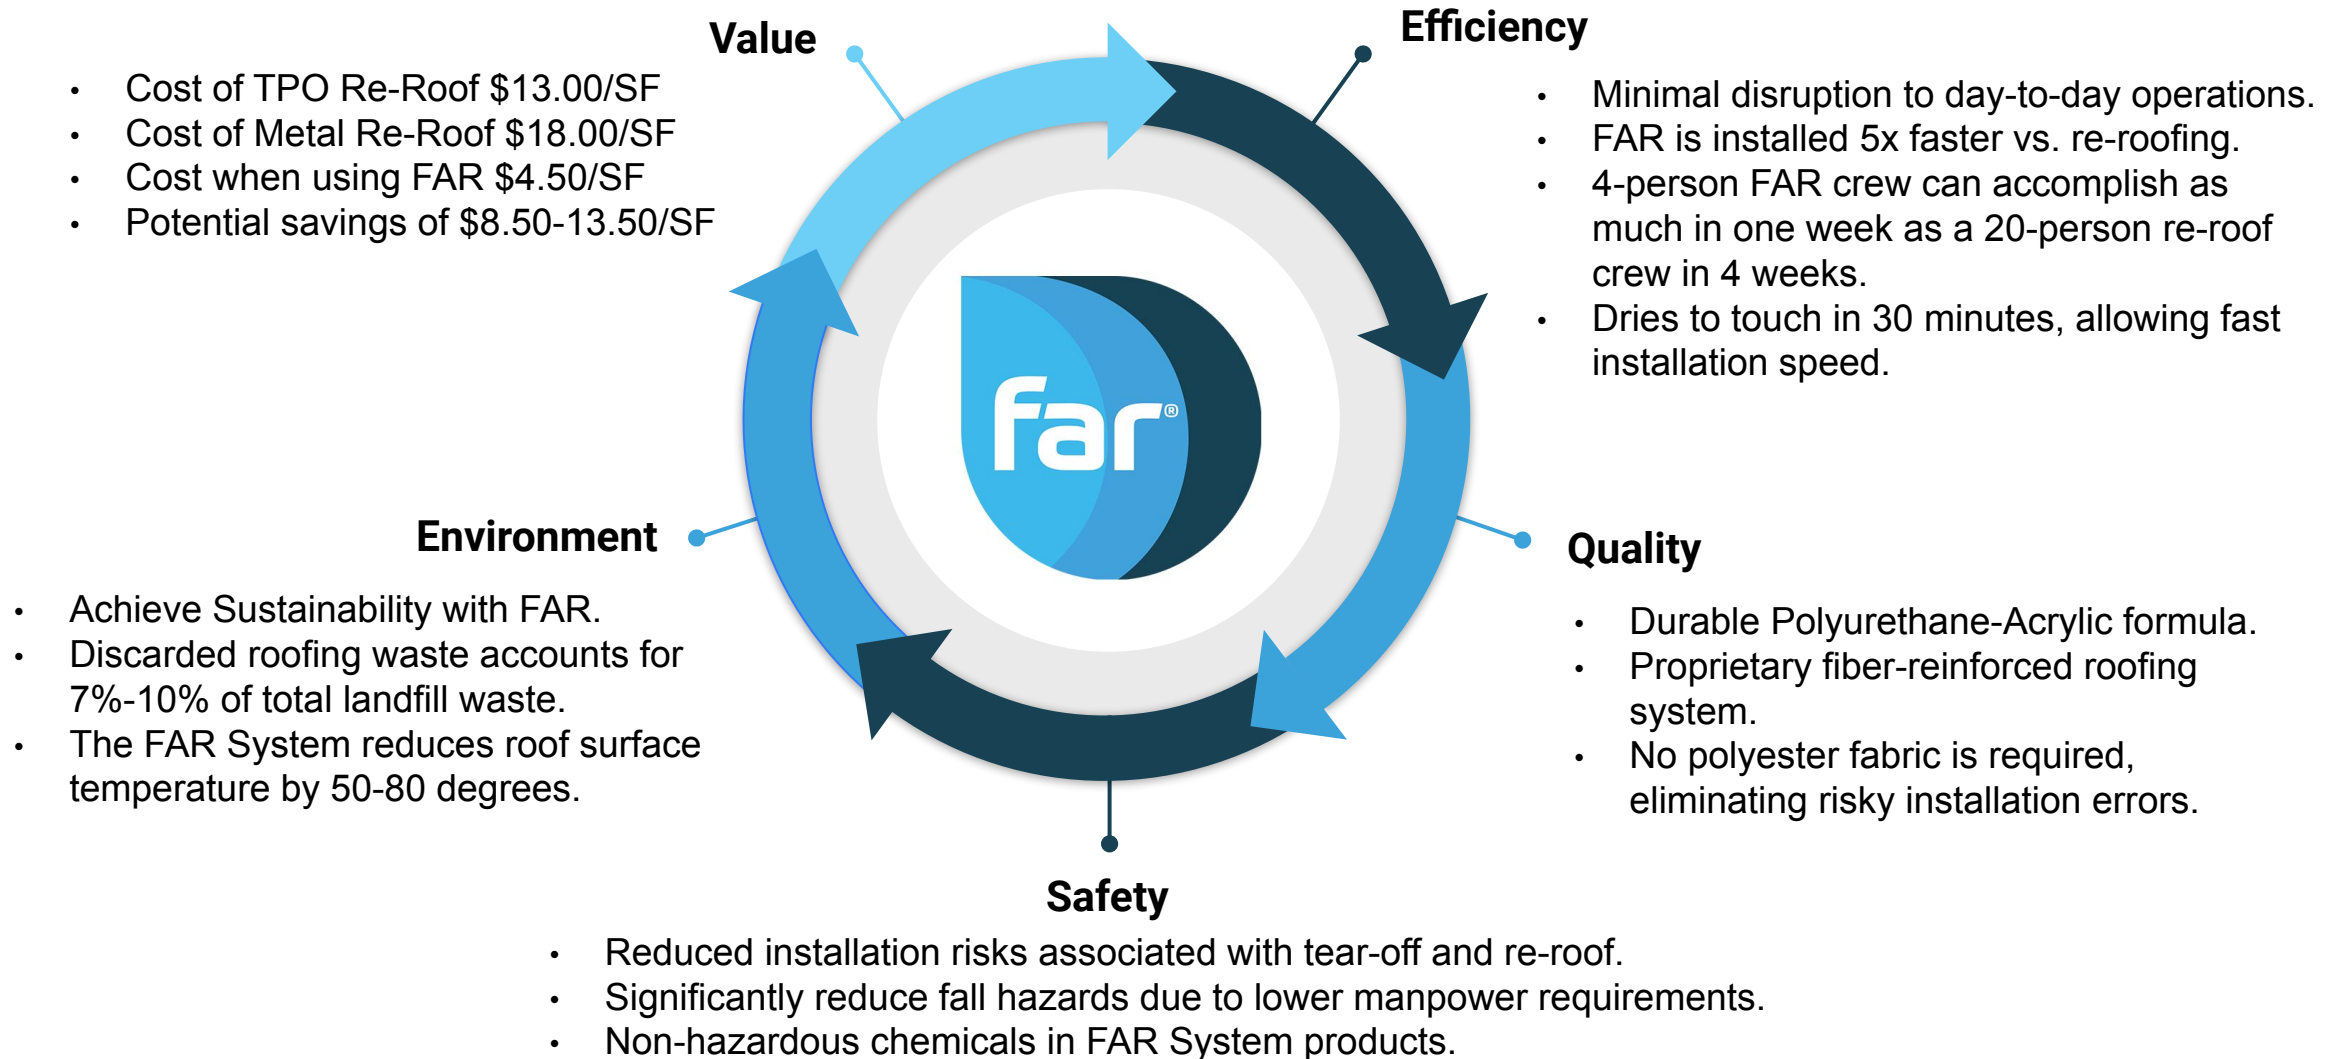 Value
• Cost of TPO Re-Roof $13.00/SF
• Cost of Metal Re-Roof $18.00/SF
• Cost when using FAR $4.50/SF
• Potential savings of $8.50-13.50/SF
Efficiency
• Minimal disruption to day-to-day operations.
• FAR is installed 5x faster vs. re-roofing.
• 4-person FAR crew can accomplish as
much in one week as a 20-person re-roof
crew in 4 weeks.
• Dries to touch in 30 minutes, allowing fast
installation speed.
far®
Environment
• Achieve Sustainability with FAR.
• Discarded roofing waste accounts for
7%-10% of total landfill waste.
• The FAR System reduces roof surface
temperature by 50-80 degrees.
Quality
• Durable Polyurethane-Acrylic formula.
• Proprietary fiber-reinforced roofing
system.
• No polyester fabric is required,
eliminating risky installation errors.
Safety
• Reduced installation risks associated with tear-off and re-roof.
• Significantly reduce fall hazards due to lower manpower requirements.
• Non-hazardous chemicals in FAR System products.